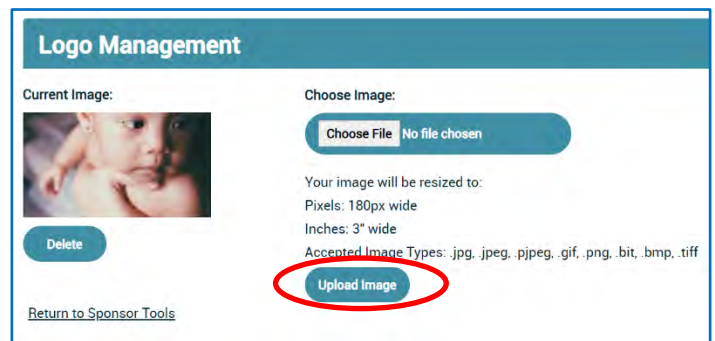 Logo Management
Current Image:
Choose Image:
Choose File No file chosen
Your image will be resized to:
Pixels: 180px wide
Inches: 3" wide
Accepted Image Types: .jpg, .jpeg, .pjpeg, .gif, .png, .bit, .bmp, .tiff
Delete
Upload Image
Return to Sponsor Tools